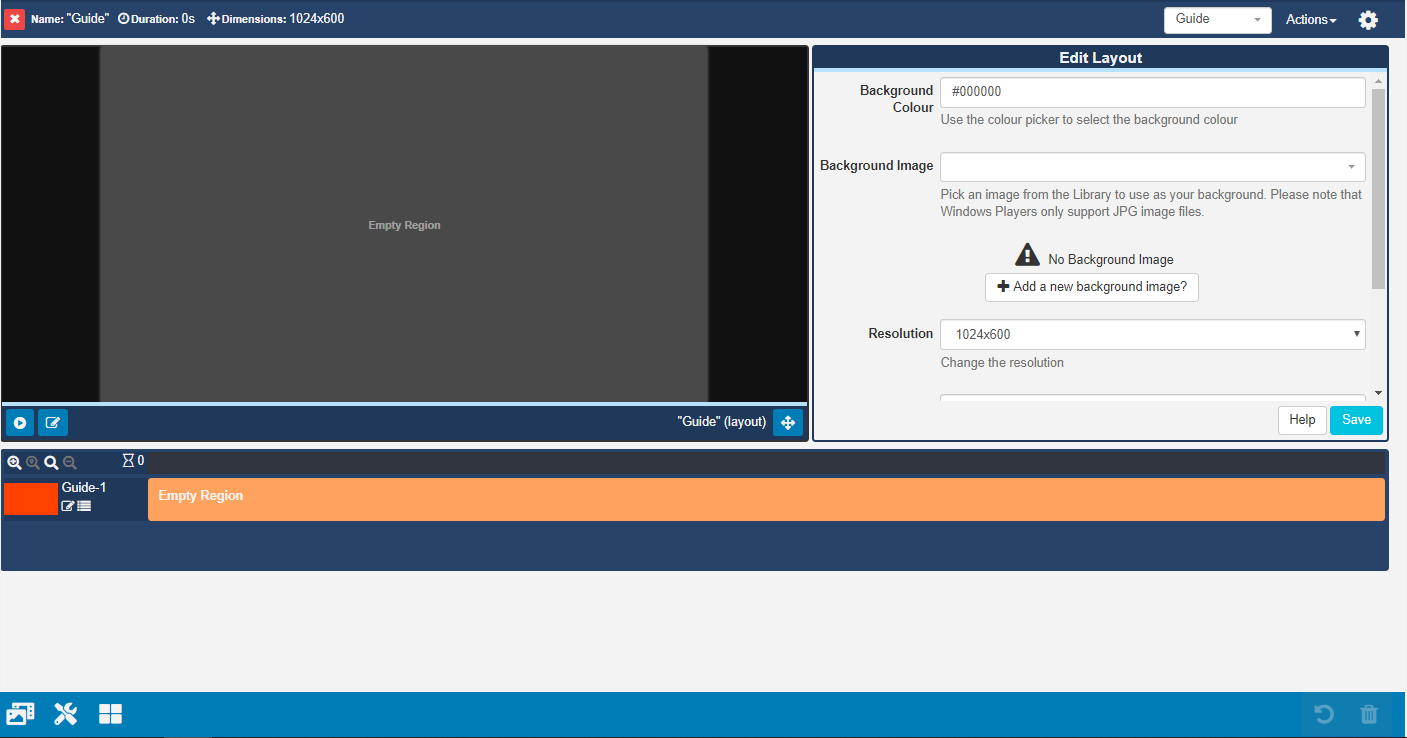 Name: "Guide" Duration: 0s Dimensions: 1024x600
Guide
Actions
Empty Region
"Guide" (layout)
Edit Layout
Background Colour
#000000
Use the colour picker to select the background colour
Background Image
Pick an image from the Library to use as your background. Please note that
Windows Players only support JPG image files.
No Background Image
Add a new background image?
Resolution
1024x600
Change the resolution
Help
Save
0
Guide-1
Empty Region